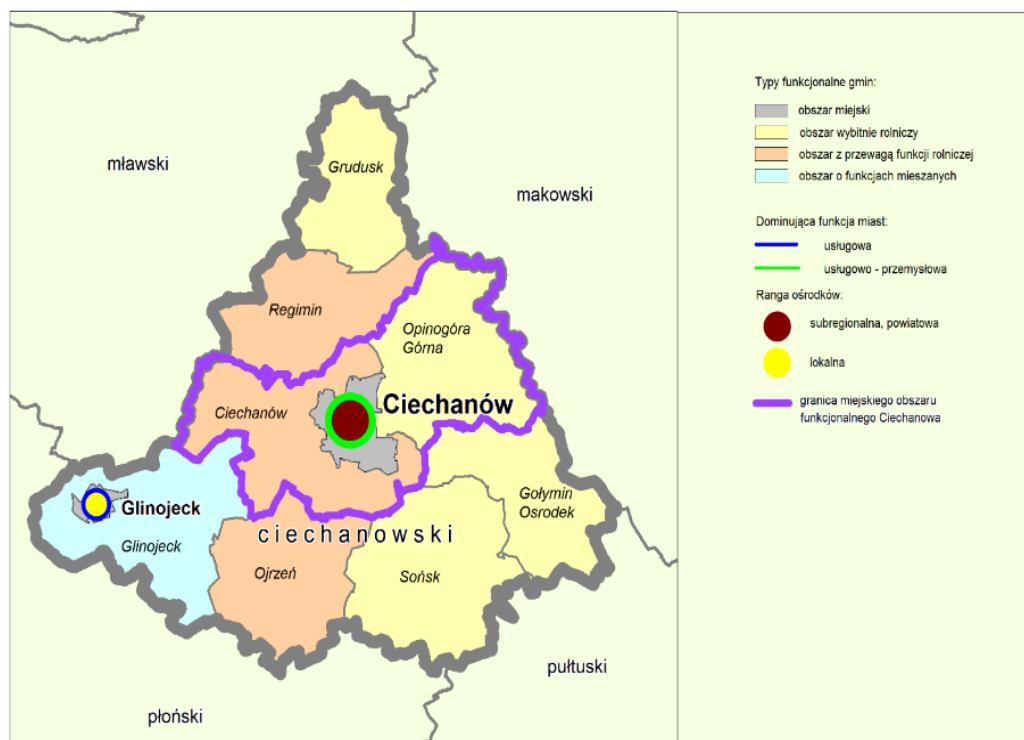 mławski
Grudusk
makowski
Regimin
Opinogóra
Górna
Ciechanów
Ciechanów
Glinojeck
Glinojeck
Gołymin
Osrodek
ciechanowski
Ojrzeń
Sońsk
pułtuski
płoński
Typy funkcjonalne gmin:
obszar miejski
obszar wybitnie rolniczy
obszar z przewagą funkcji rolniczej
obszar o funkcjach mieszanych
Dominująca funkcja miast:
usługowa
usługowo - przemysłowa
Ranga ośrodków:
subregionalna, powiatowa
lokalna
granica miejskiego obszaru
funkcjonalnego Ciechanowa